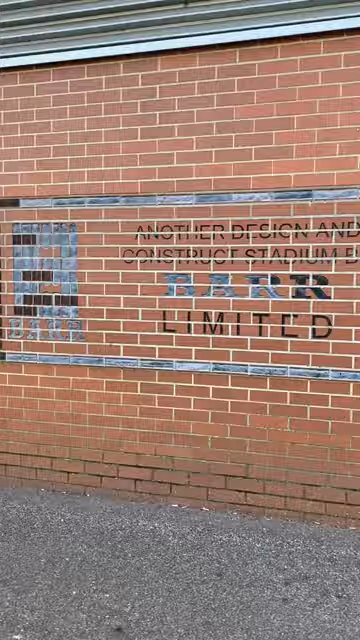 ANOTHER DESIGN AND
CONSTRUCT STADIUM B
BARR
LIMITED
BARR